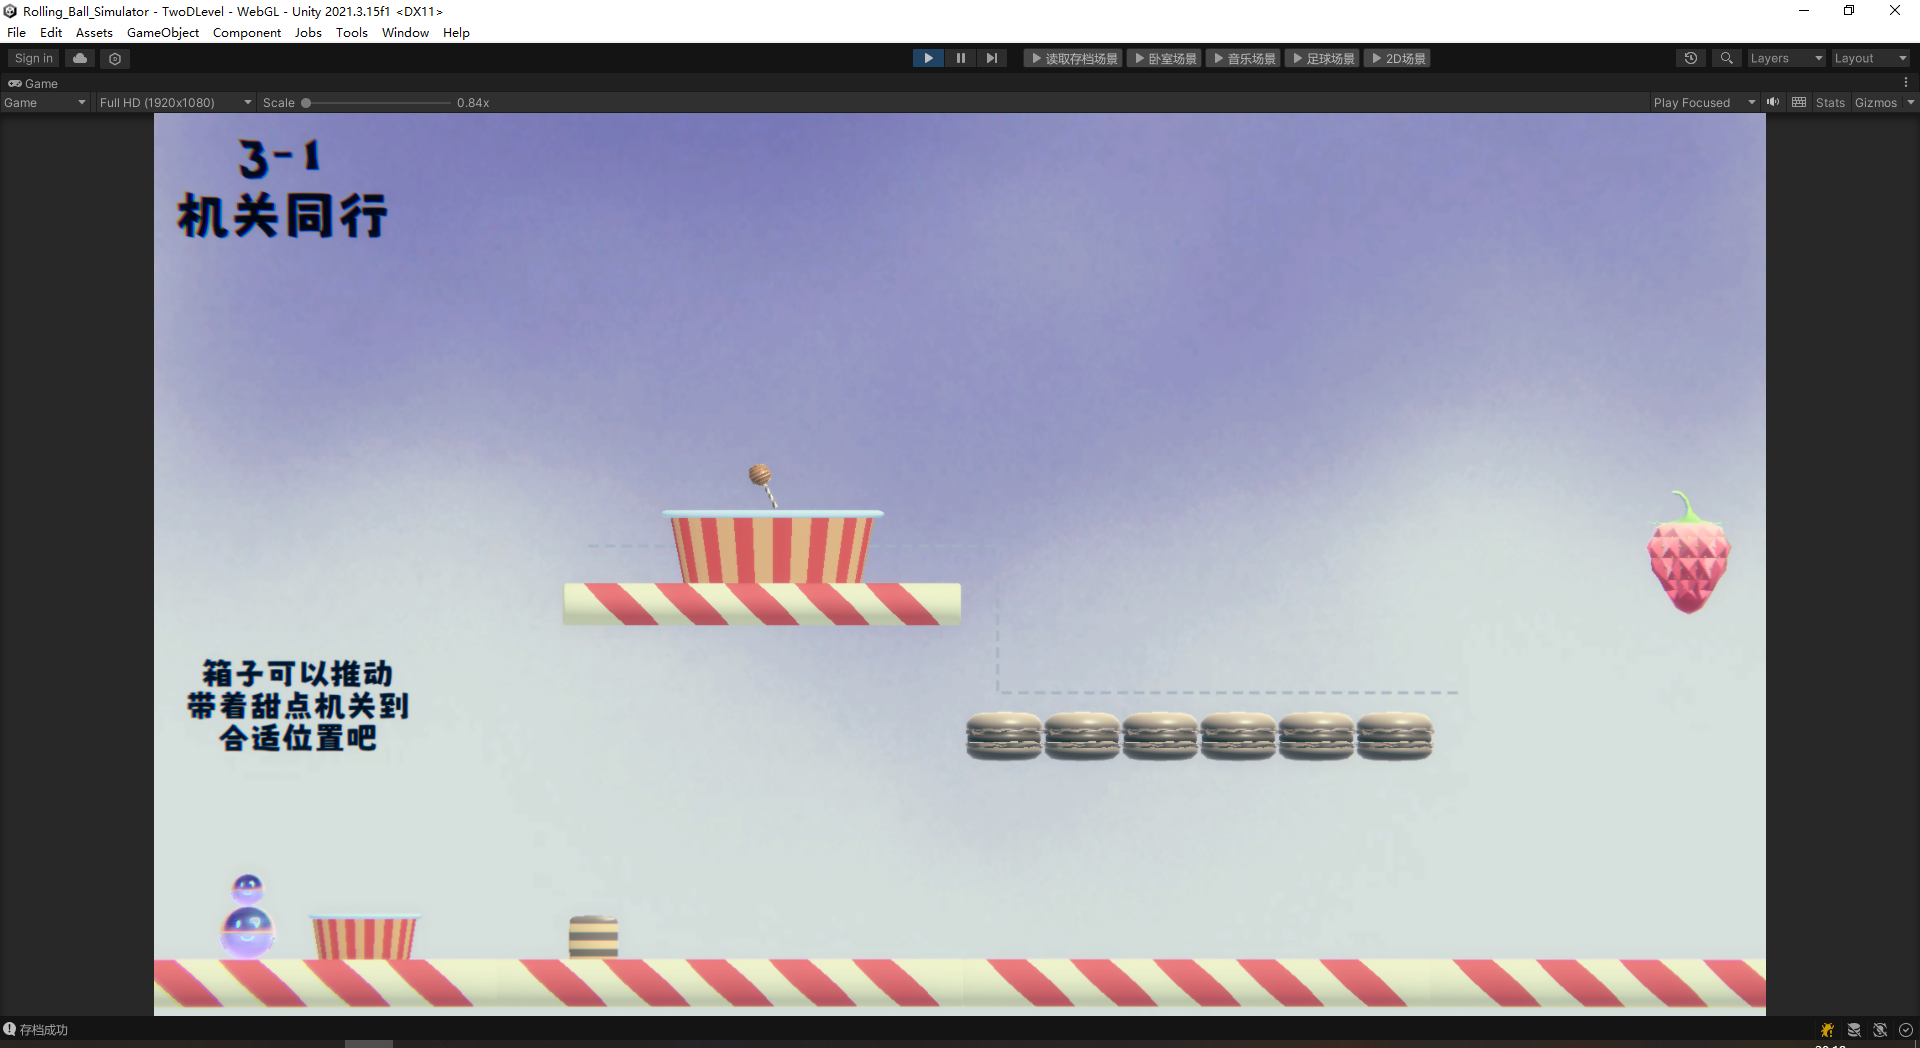 Rolling_Ball_Simulator - TwoDLevel - WebGL - Unity 2021.3.15f1 <DX11>
File Edit Assets GameObject Component Jobs Tools Window Help
Sign in 读取存档场景 卧室场景 音乐场景 足球场景 2D场景 Layers Layout
Game
Game Full HD (1920x1080) Scale 0.84x Play Focused Stats Gizmos
3-1
机关同行
箱子可以推动
带着甜点机关到
合适位置吧
存档成功